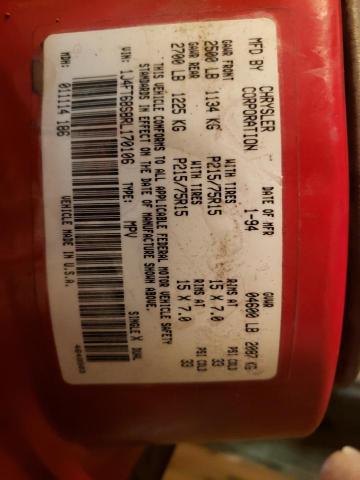 MFD BY CHRYSLER CORPORATION DATE OF MFR 1-94 GVWR 04600 LB 2087 KG
GAWR FRONT WITH TIRES RIMS AT PSI COLD
2500 LB 1134 KG P215/75R15 15 X 7.0 33
GAWR REAR WITH TIRES RIMS AT PSI COLD
2700 LB 1225 KG P215/75R15 15 X 7.0 33
THIS VEHICLE CONFORMS TO ALL APPLICABLE FEDERAL MOTOR VEHICLE SAFETY
STANDARDS IN EFFECT ON THE DATE OF MANUFACTURE SHOWN ABOVE.
VIN: 1J4FT68S8RL170106 TYPE: MPV SINGLE X DUAL
MDH: 01114 186 VEHICLE MADE IN U.S.A.